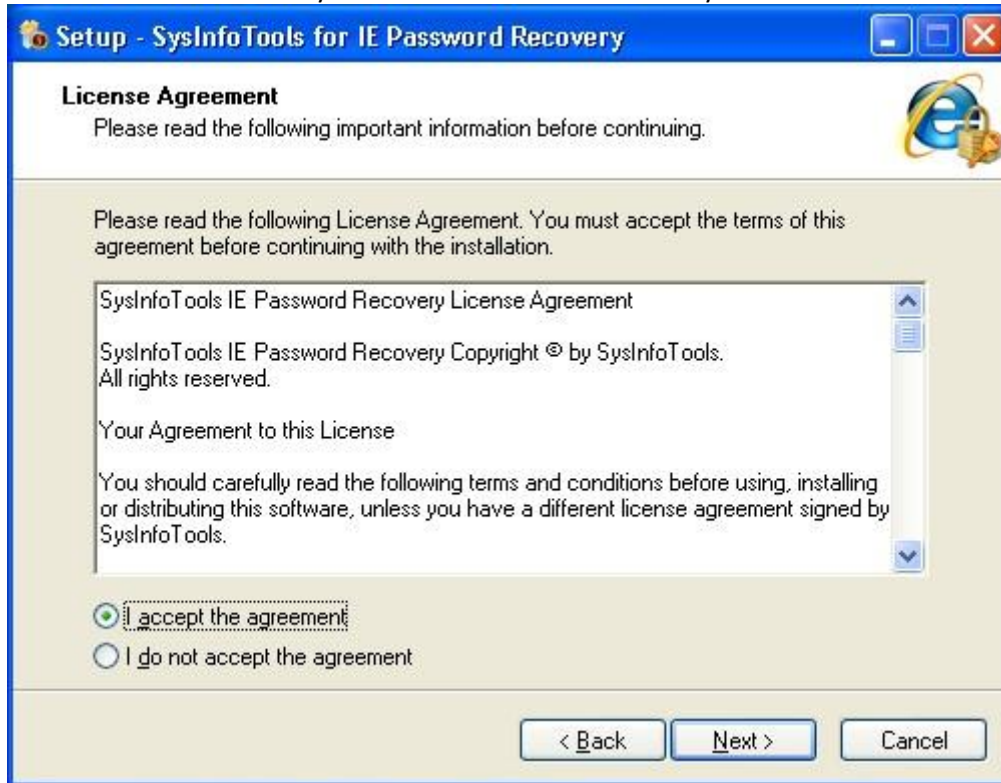 Setup - SysInfoTools for IE Password Recovery
License Agreement
Please read the following important information before continuing.
Please read the following License Agreement. You must accept the terms of this
agreement before continuing with the installation.
SysInfoTools IE Password Recovery License Agreement
SysInfoTools IE Password Recovery Copyright © by SysInfoTools.
All rights reserved.
Your Agreement to this License
You should carefully read the following terms and conditions before using, installing
or distributing this software, unless you have a different license agreement signed by
SysInfoTools.
I accept the agreement
I do not accept the agreement
< Back Next > Cancel